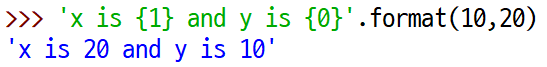 >>> 'x is {1} and y is {0}'.format(10,20)
'x is 20 and y is 10'